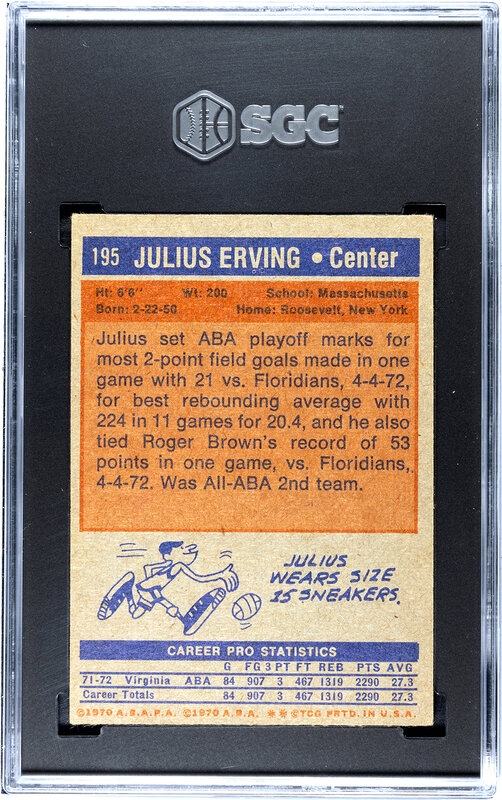 SGC
195 JULIUS ERVING • Center
Ht: 6'6" Wt: 200 School: Massachusetts
Born: 2-22-50 Home: Roosevelt, New York
Julius set ABA playoff marks for
most 2-point field goals made in one
game with 21 vs. Floridians, 4-4-72,
for best rebounding average with
224 in 11 games for 20.4, and he also
tied Roger Brown's record of 53
points in one game, vs. Floridians,
4-4-72. Was All-ABA 2nd team.
JULIUS
WEARS SIZE
15 SNEAKERS.
CAREER PRO STATISTICS
G FG 3 PT FT REB PTS AVG
71-72 Virginia ABA 84 907 3 467 1319 2290 27.3
Career Totals 84 907 3 467 1319 2290 27.3
©1970 A.B.A.P.A. ©1970 A.B.A. ** ©TCG PRTD. IN U.S.A.